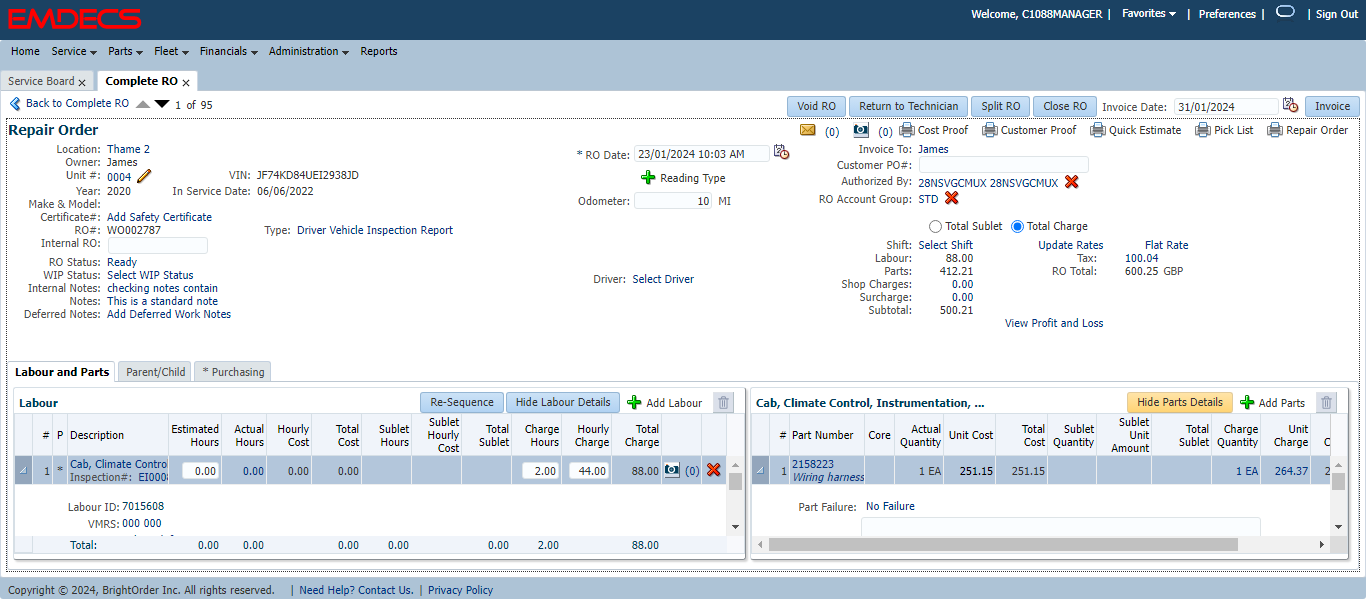 EMDECS
Welcome, C1088MANAGER | Favorites | Preferences | | Sign Out
Home Service Parts Fleet Financials Administration Reports
Service Board x Complete RO x
Back to Complete RO 1 of 95
Void RO Return to Technician Split RO Close RO Invoice Date: 31/01/2024 Invoice
Repair Order
(0) (0) Cost Proof Customer Proof Quick Estimate Pick List Repair Order
Location: Thame 2
Owner: James
Unit #: 0004 VIN: JF74KD84UEI2938JD
Year: 2020 In Service Date: 06/06/2022
Make & Model:
Certificate#: Add Safety Certificate
RO#: WO002787 Type: Driver Vehicle Inspection Report
Internal RO:
RO Status: Ready
WIP Status: Select WIP Status
Internal Notes: checking notes contain
Notes: This is a standard note
Deferred Notes: Add Deferred Work Notes
* RO Date: 23/01/2024 10:03 AM
Reading Type
Odometer: 10 MI
Driver: Select Driver
Invoice To: James
Customer PO#:
Authorized By: 28NSVGCMUX 28NSVGCMUX
RO Account Group: STD
Total Sublet Total Charge
Shift: Select Shift Update Rates Flat Rate
Labour: 88.00 Tax: 100.04
Parts: 412.21 RO Total: 600.25 GBP
Shop Charges: 0.00
Surcharge: 0.00
Subtotal: 500.21
View Profit and Loss
Labour and Parts Parent/Child * Purchasing
Labour Re-Sequence Hide Labour Details Add Labour
# P Description Estimated Hours Actual Hours Hourly Cost Total Cost Sublet Hours Sublet Hourly Cost Total Sublet Charge Hours Hourly Charge Total Charge
1 * Cab, Climate Contro 0.00 0.00 0.00 0.00 2.00 44.00 88.00 (0)
Inspection#: EI000
Labour ID: 7015608
VMRS: 000 000
Total: 0.00 0.00 0.00 0.00 0.00 2.00 88.00
Cab, Climate Control, Instrumentation, ... Hide Parts Details Add Parts
# Part Number Core Actual Quantity Unit Cost Total Cost Sublet Quantity Sublet Unit Amount Total Sublet Charge Quantity Unit Charge C
1 2158223 1 EA 251.15 251.15 1 EA 264.37 2
Wiring harness
Part Failure: No Failure
Copyright © 2024, BrightOrder Inc. All rights reserved. | Need Help? Contact Us. | Privacy Policy